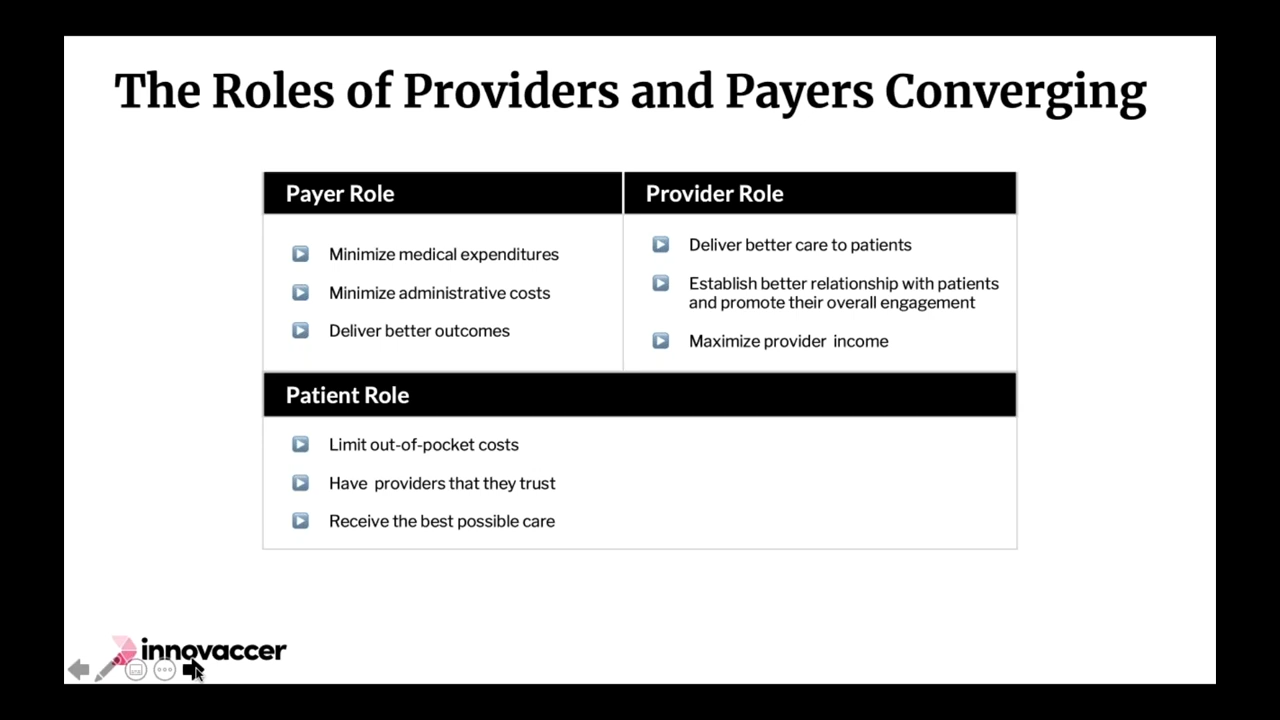 The Roles of Providers and Payers Converging
Payer Role
Minimize medical expenditures
Minimize administrative costs
Deliver better outcomes
Provider Role
Deliver better care to patients
Establish better relationship with patients
and promote their overall engagement
Maximize provider income
Patient Role
Limit out-of-pocket costs
Have providers that they trust
Receive the best possible care
innovaccer